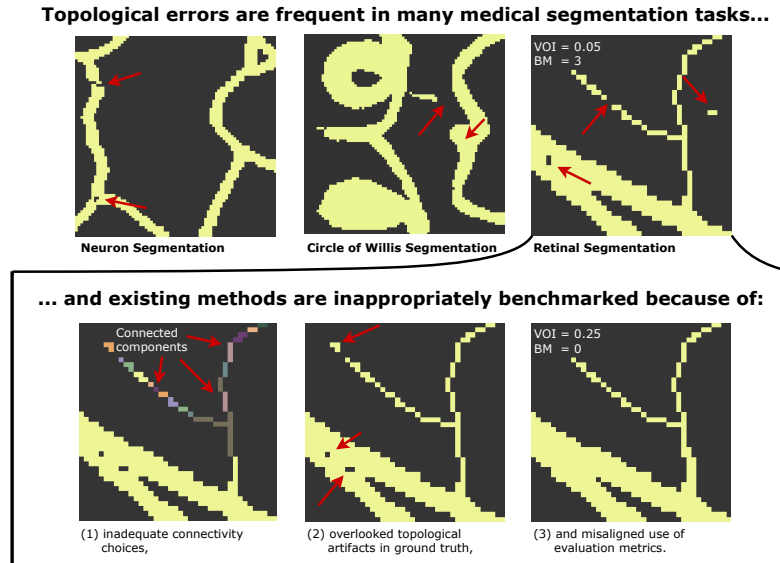 Topological errors are frequent in many medical segmentation tasks...
VOI = 0.05
BM = 3
Neuron Segmentation
Circle of Willis Segmentation
Retinal Segmentation
... and existing methods are inappropriately benchmarked because of:
Connected
components
VOI = 0.25
BM = 0
(1) inadequate connectivity
choices,
(2) overlooked topological
artifacts in ground truth,
(3) and misaligned use of
evaluation metrics.